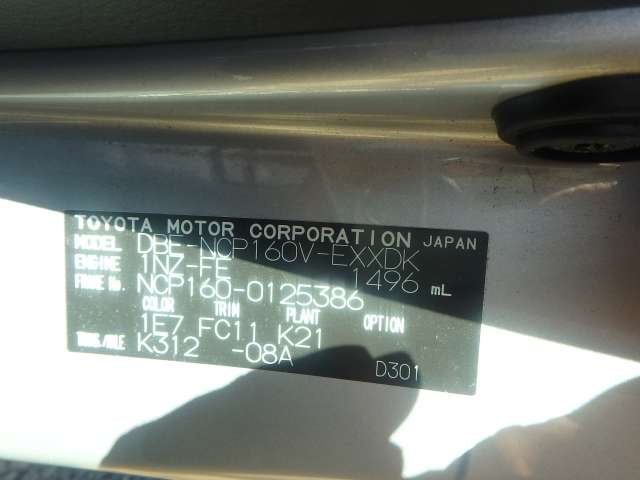 TOYOTA MOTOR CORPORATION JAPAN
MODEL DBE-NCP160V-EXXDK
ENGINE 1NZ-FE 1496 mL
FRAME No. NCP160-0125386
COLOR TRIM PLANT OPTION
1E7 FC11 K21
TRANS/AXLE K312 -08A
D301